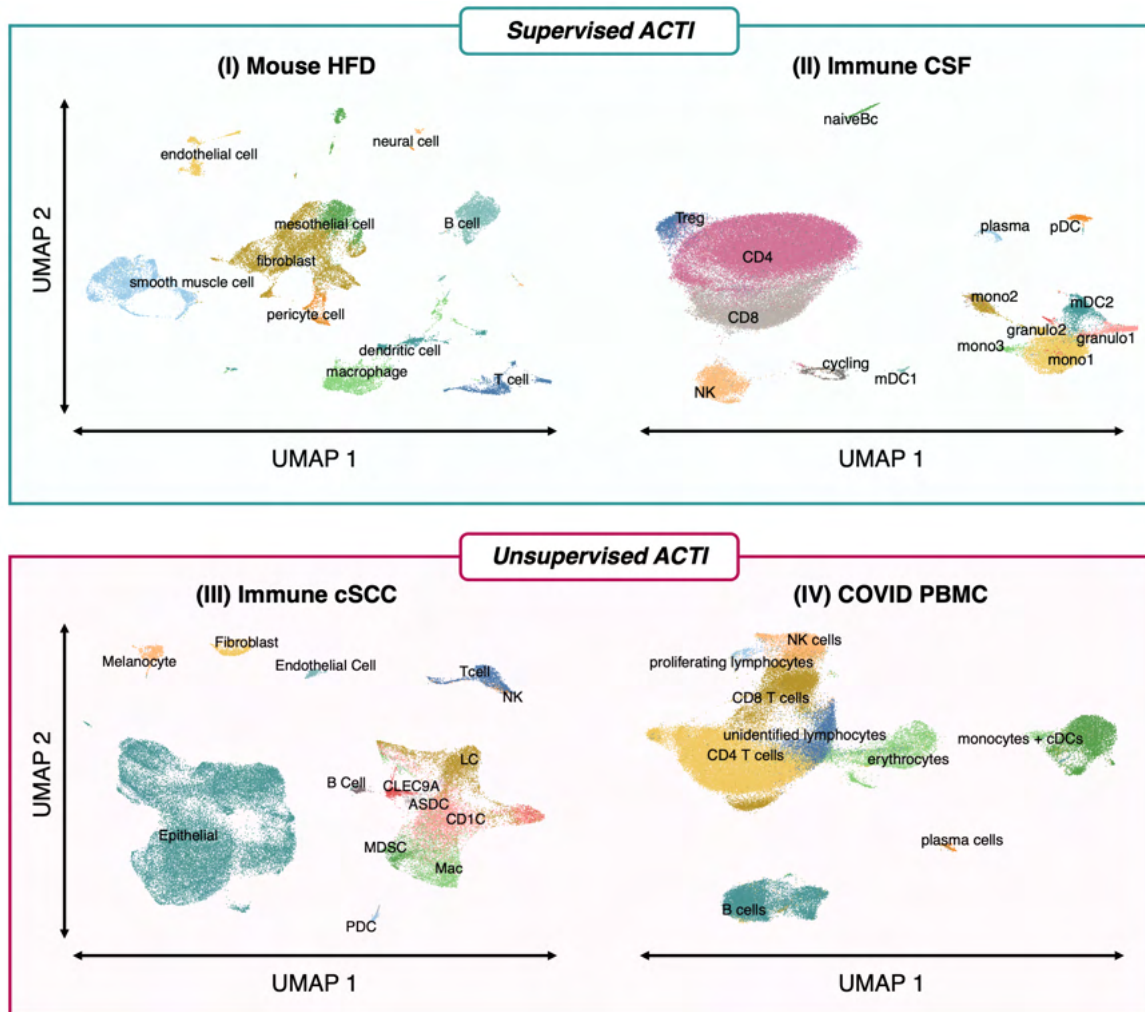 Supervised ACTI
(I) Mouse HFD
endothelial cell
neural cell
mesothelial cell
B cell
fibroblast
smooth muscle cell
pericyte cell
dendritic cell
macrophage
T cell
UMAP 2
UMAP 1
(II) Immune CSF
naiveBc
Treg
plasma
pDC
CD4
mono2
mDC2
CD8
granulo2
granulo1
mono3
mono1
cycling
mDC1
NK
UMAP 1
Unsupervised ACTI
(III) Immune cSCC
Fibroblast
Melanocyte
Endothelial Cell
Tcell
NK
LC
B Cell
CLEC9A
ASDC
CD1C
Epithelial
MDSC
Mac
PDC
UMAP 2
UMAP 1
(IV) COVID PBMC
NK cells
proliferating lymphocytes
CD8 T cells
unidentified lymphocytes
monocytes + cDCs
CD4 T cells
erythrocytes
plasma cells
B cells
UMAP 1